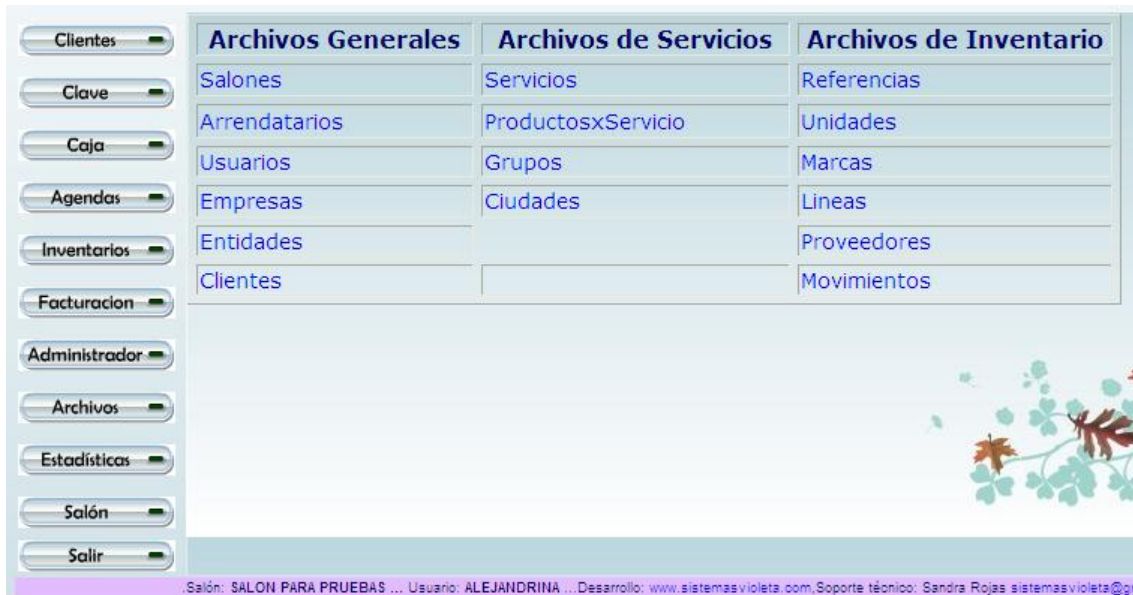 Clientes
Clave
Caja
Agendas
Inventarios
Facturacion
Administrador
Archivos
Estadísticas
Salón
Salir
Archivos Generales Archivos de Servicios Archivos de Inventario
Salones Servicios Referencias
Arrendatarios ProductosxServicio Unidades
Usuarios Grupos Marcas
Empresas Ciudades Lineas
Entidades Proveedores
Clientes Movimientos
.Salón: SALON PARA PRUEBAS ... Usuario: ALEJANDRINA ...Desarrollo: www.sistemasvioleta.com,Soporte técnico: Sandra Rojas sistemasvioleta@g